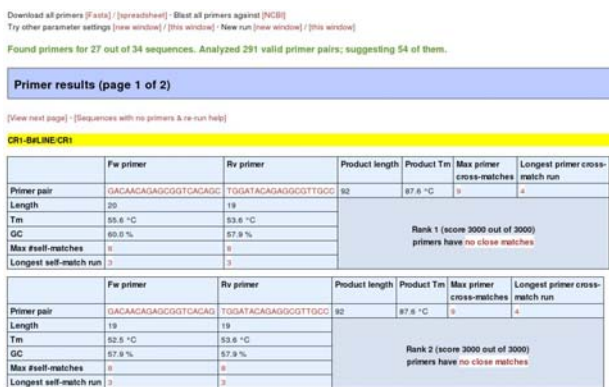 Download all primers [Fasta] / [spreadsheet] - Blast all primers against [NCBI]
Try other parameter settings [new window] / [this window] - New run [new window] / [this window]
Found primers for 27 out of 34 sequences. Analyzed 291 valid primer pairs; suggesting 54 of them.
Primer results (page 1 of 2)
[View next page] - [Sequences with no primers & re-run help]
CR1-B#LINE/CR1
Fw primer Rv primer Product length Product Tm Max primer cross-matches Longest primer cross-match run
Primer pair GACAACAGAGCGGTCACAGC TGGATACAGAGGCGTTGCC 92 87.6 °C 9 4
Length 20 19
Tm 55.6 °C 53.6 °C
GC 60.0 % 57.9 %
Rank 1 (score 3000 out of 3000)
primers have no close matches
Max #self-matches 8 8
Longest self-match run 3 3
Fw primer Rv primer Product length Product Tm Max primer cross-matches Longest primer cross-match run
Primer pair GACAACAGAGCGGTCACAG TGGATACAGAGGCGTTGCC 92 87.6 °C 9 4
Length 19 19
Tm 52.5 °C 53.6 °C
GC 57.9 % 57.9 %
Rank 2 (score 3000 out of 3000)
primers have no close matches
Max #self-matches 8 8
Longest self-match run 3 3